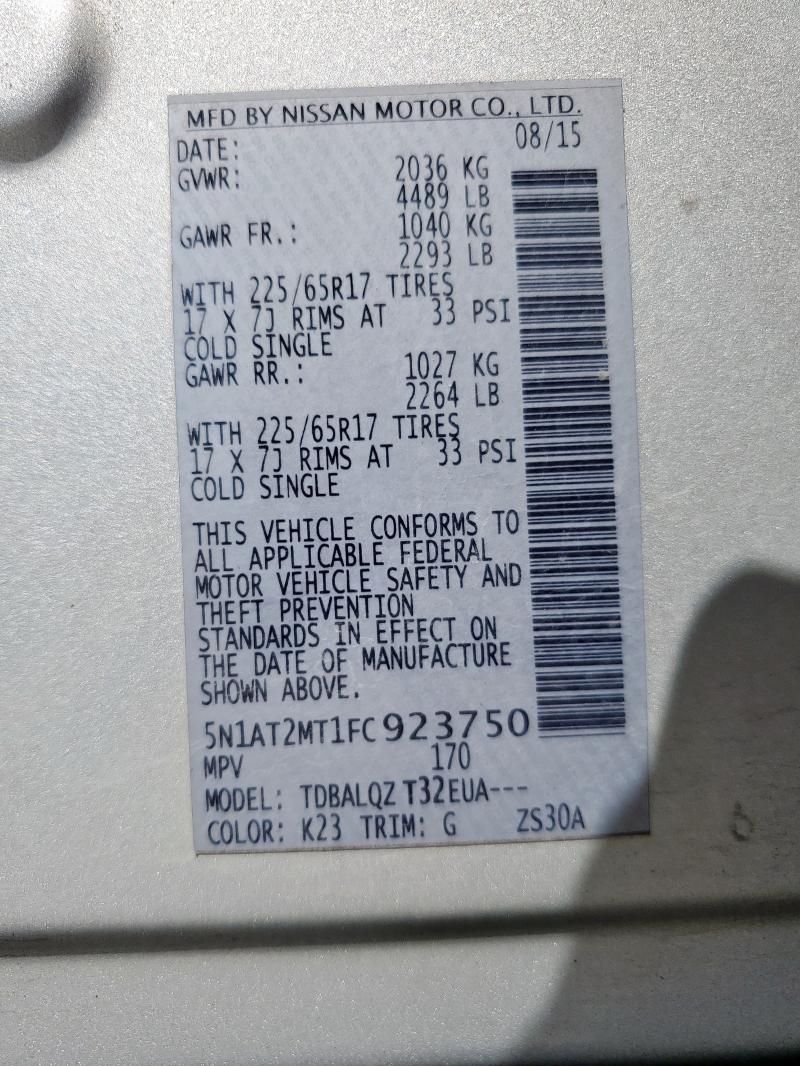 MFD BY NISSAN MOTOR CO., LTD.
DATE: 08/15
GVWR: 2036 KG
4489 LB
GAWR FR.: 1040 KG
2293 LB
WITH 225/65R17 TIRES
17 X 7J RIMS AT 33 PSI
COLD SINGLE
GAWR RR.: 1027 KG
2264 LB
WITH 225/65R17 TIRES
17 X 7J RIMS AT 33 PSI
COLD SINGLE
THIS VEHICLE CONFORMS TO
ALL APPLICABLE FEDERAL
MOTOR VEHICLE SAFETY AND
THEFT PREVENTION
STANDARDS IN EFFECT ON
THE DATE OF MANUFACTURE
SHOWN ABOVE.
5N1AT2MT1FC923750
MPV 170
MODEL: TDBALQZ T32EUA---
COLOR: K23 TRIM: G ZS30A